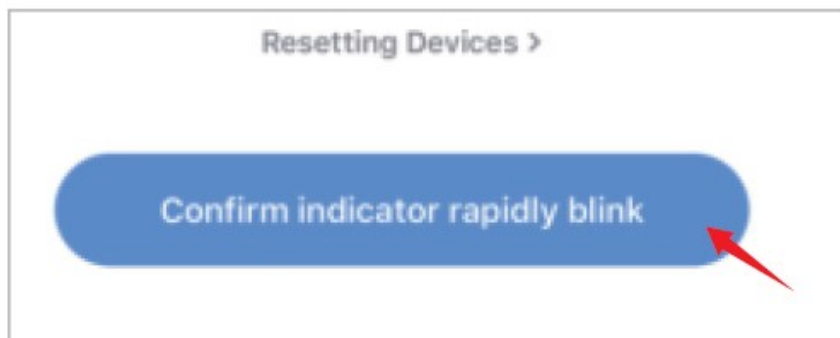 Resetting Devices >
Confirm indicator rapidly blink